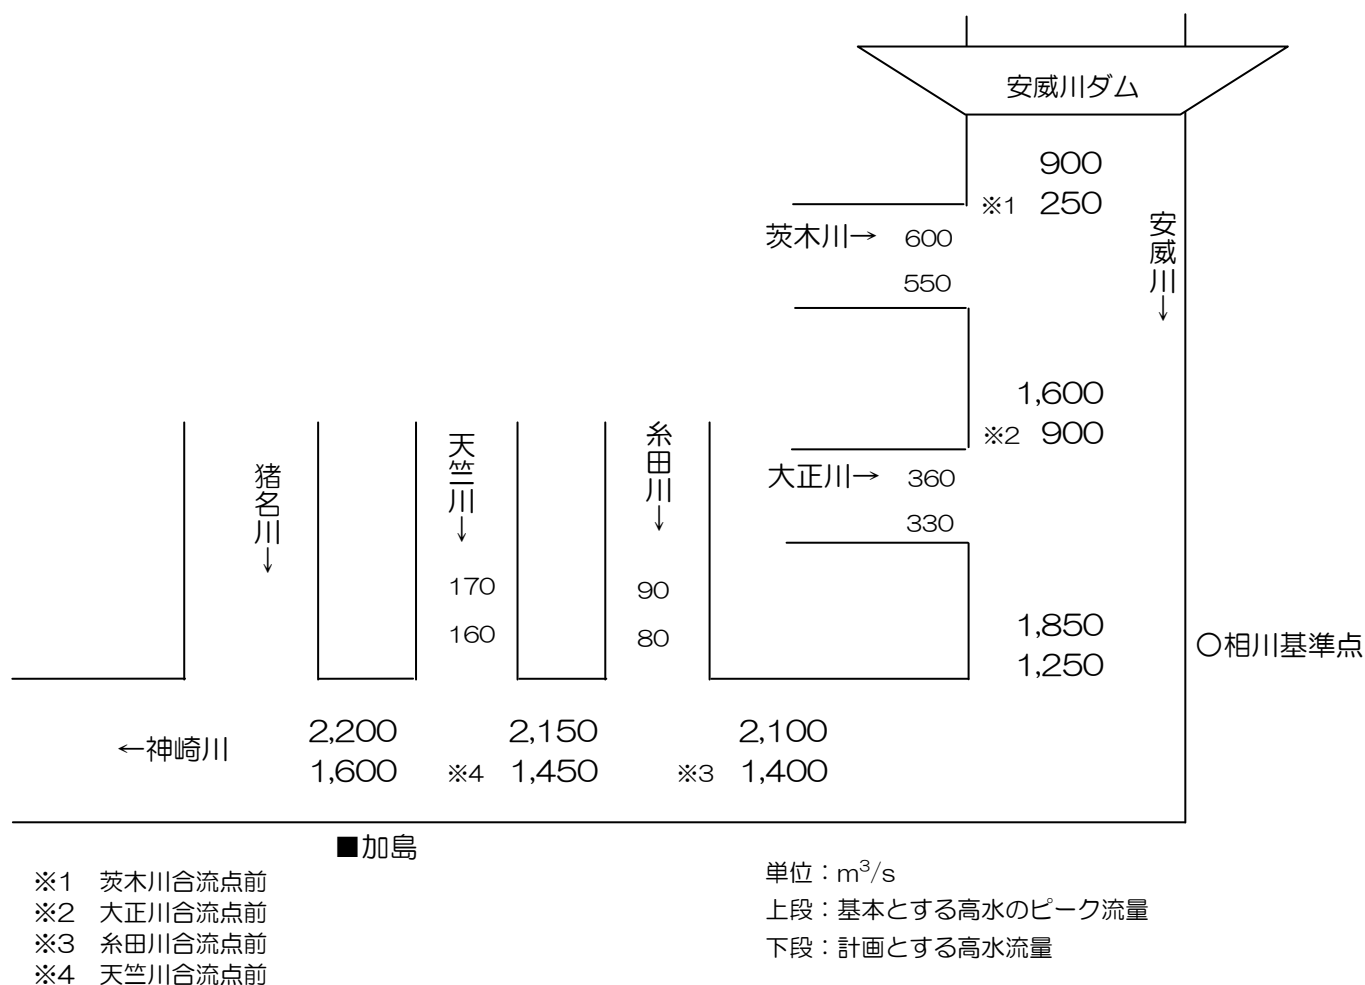 安威川ダム
900
※1 250
安威川↓
茨木川→ 600
550
1,600
※2 900
大正川→ 360
330
猪名川↓
天竺川↓
糸田川↓
170
160
90
80
1,850
1,250
○相川基準点
←神崎川
2,200
1,600
2,150
※4 1,450
2,100
※3 1,400
■加島
※1 茨木川合流点前
※2 大正川合流点前
※3 糸田川合流点前
※4 天竺川合流点前
単位：m³/s
上段：基本とする高水のピーク流量
下段：計画とする高水流量